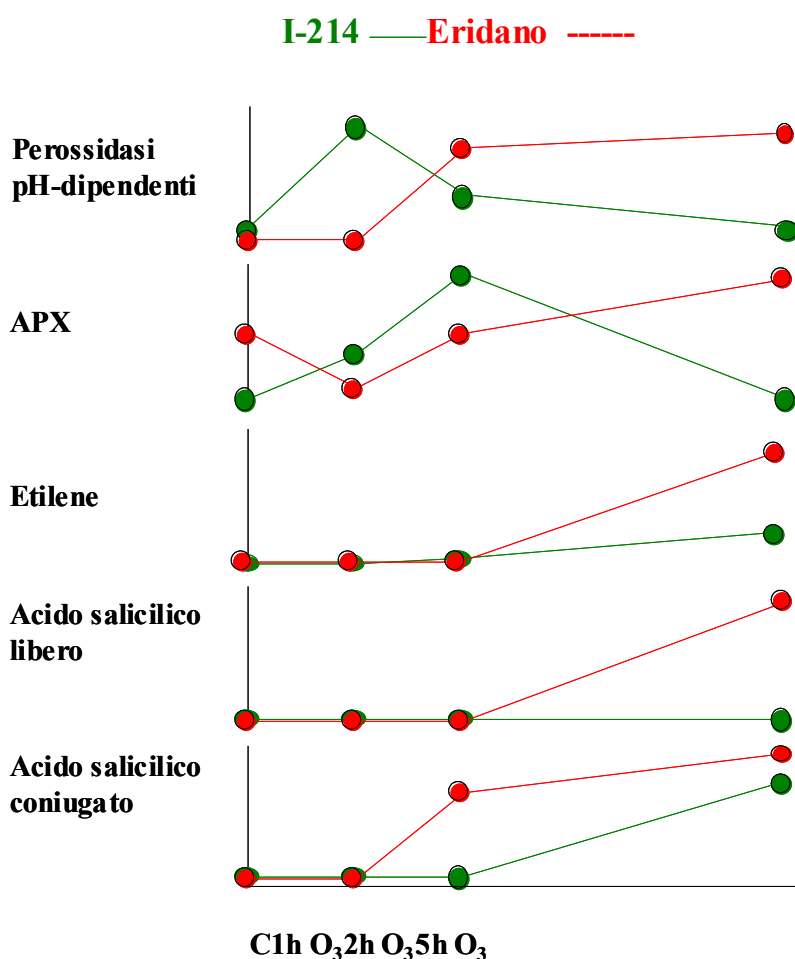 I-214 ——Eridano ------
Perossidasi
pH-dipendenti
APX
Etilene
Acido salicilico
libero
Acido salicilico
coniugato
C1h O₃2h O₃5h O₃